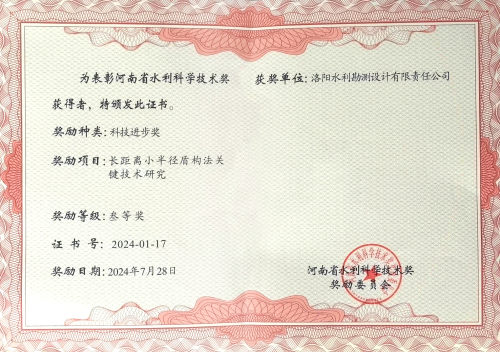 为表彰河南省水利科学技术奖
获得者，特颁发此证书。
奖励种类：科技进步奖
奖励项目：长距离小半径盾构法关
键技术研究
奖励等级：叁等奖
证书号：2024-01-17
奖励日期：2024年7月28日
获奖单位：洛阳水利勘测设计有限责任公司
河南省水利科学技术奖
奖励委员会